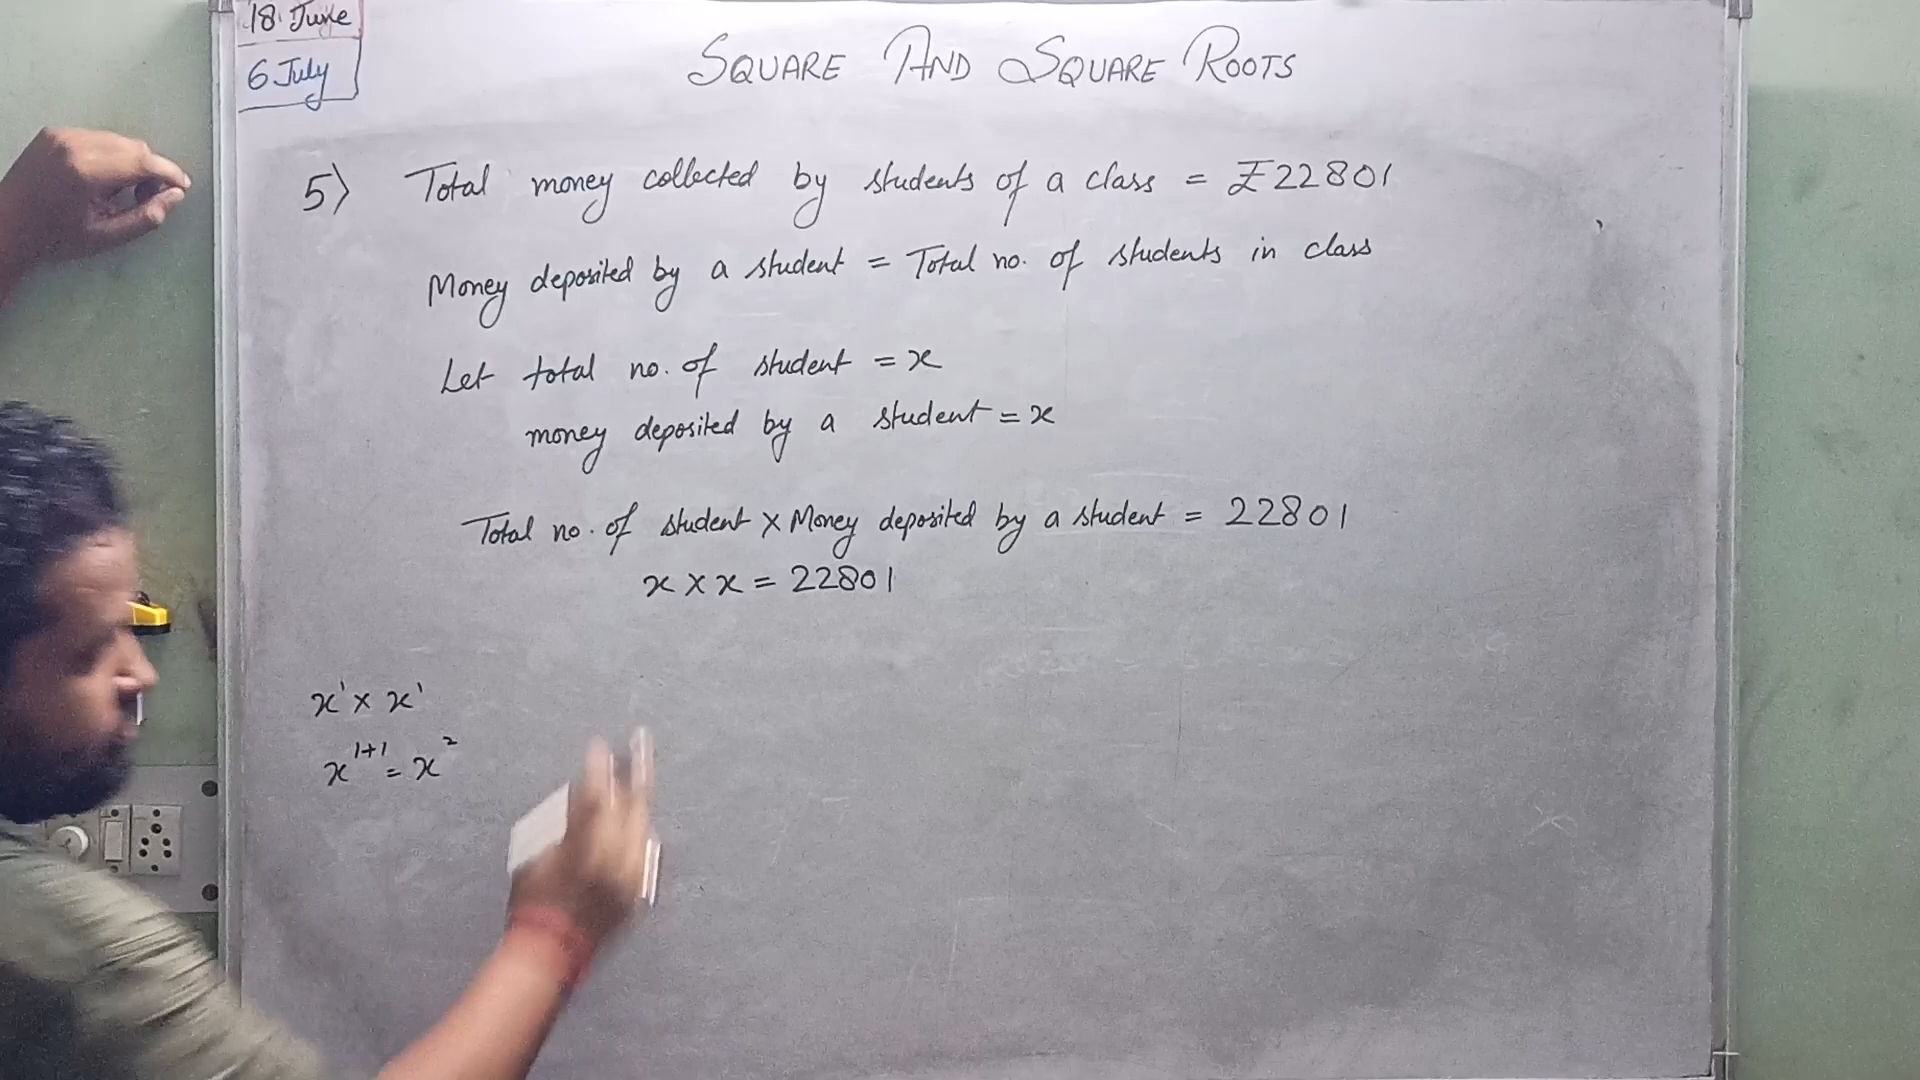 18 June
6 July
SQUARE AND SQUARE ROOTS
5) Total money collected by students of a class = ₹22801
Money deposited by a student = Total no. of students in class
Let total no. of student = x
money deposited by a student = x
Total no. of student × Money deposited by a student = 22801
x × x = 22801
x¹ × x¹
x¹⁺¹ = x²